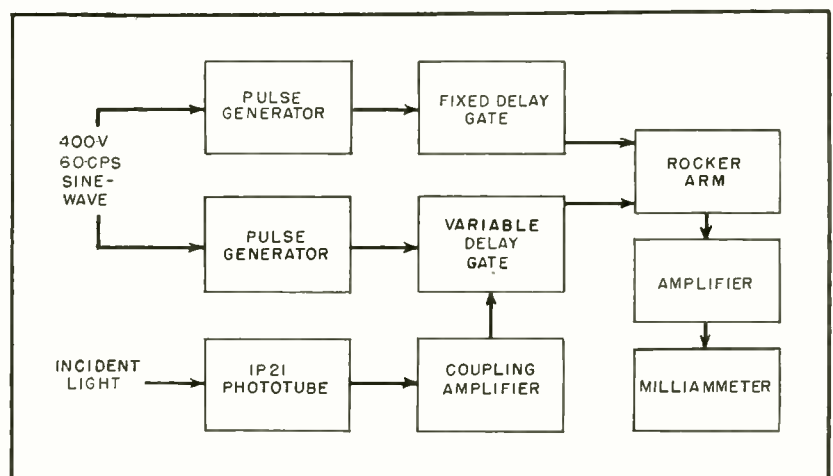 PULSE
GENERATOR
FIXED DELAY
GATE
400-V
60-CPS
SINE-
WAVE
ROCKER
ARM
PULSE
GENERATOR
VARIABLE
DELAY
GATE
AMPLIFIER
INCIDENT
LIGHT
1P21
PHOTOTUBE
COUPLING
AMPLIFIER
MILLIAMMETER